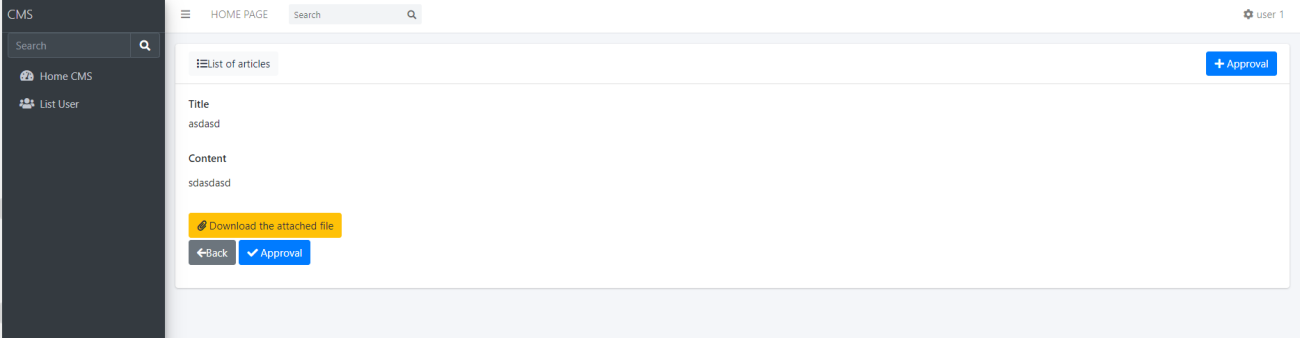 CMS
HOME PAGE
Search
user 1
Search
Home CMS
List User
List of articles
Approval
Title
asdasd
Content
sdasdasd
Download the attached file
Back
Approval